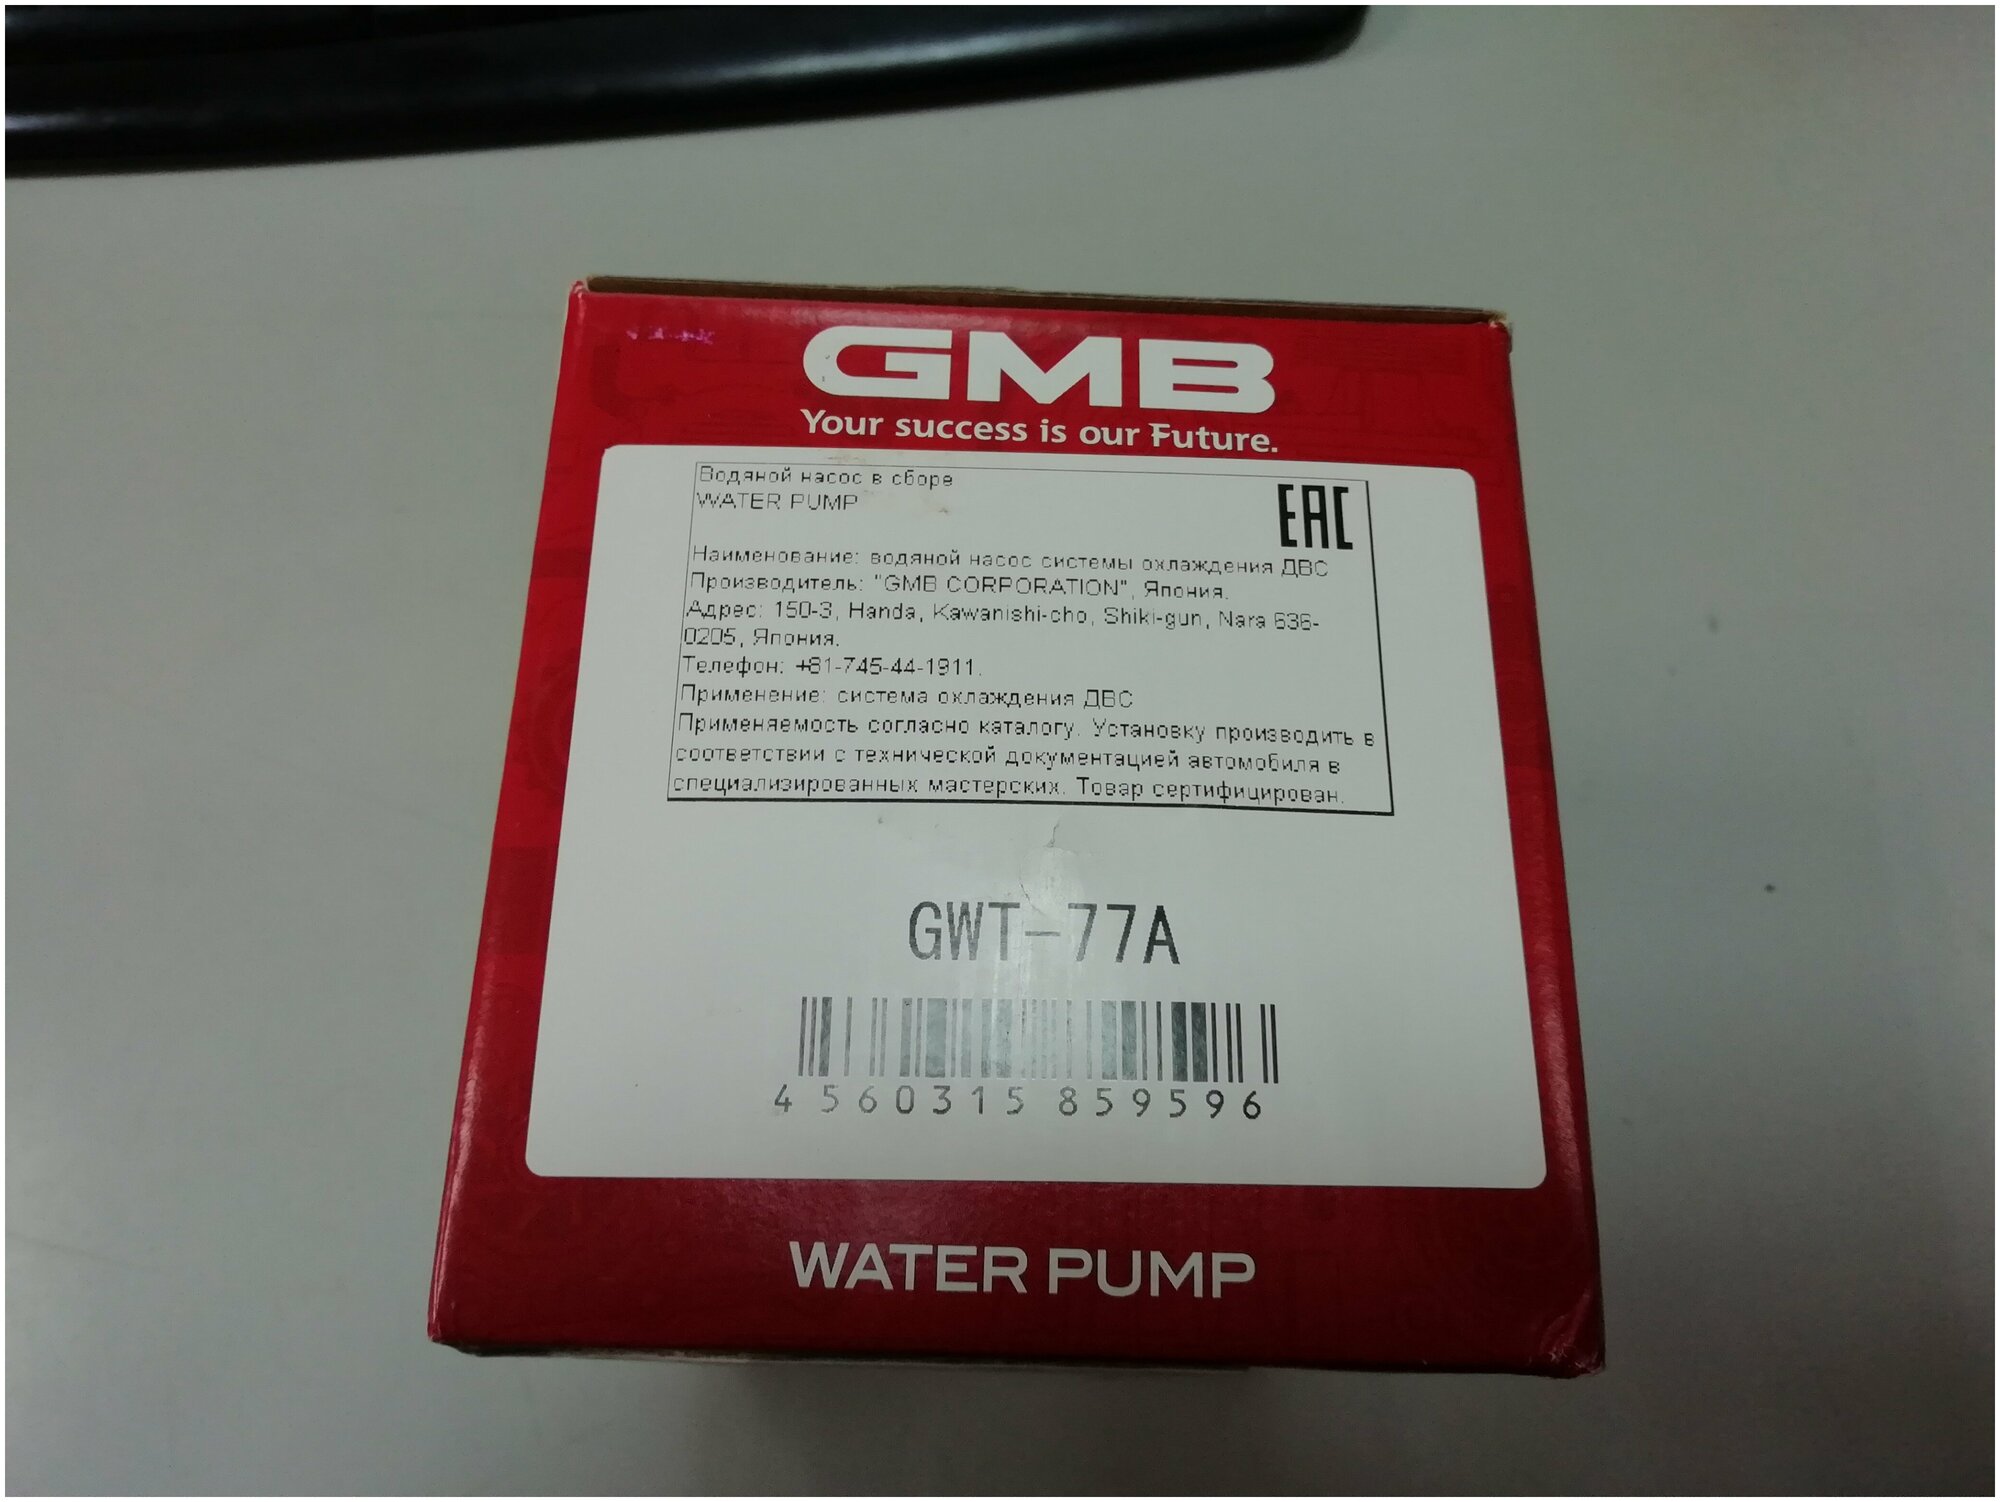 GMB
Your success is our Future.
Водяной насос в сборе
WATER PUMP
EAC
Наименование: водяной насос системы охлаждения ДВС
Производитель: "GMB CORPORATION", Япония.
Адрес: 150-3, Handa, Kawanishi-cho, Shiki-gun, Nara 636-
0205, Япония.
Телефон: +81-745-44-1911.
Применение: система охлаждения ДВС
Применяемость согласно каталогу. Установку производить в
соответствии с технической документацией автомобиля в
специализированных мастерских. Товар сертифицирован.
GWT-77A
4 560315 859596
WATER PUMP